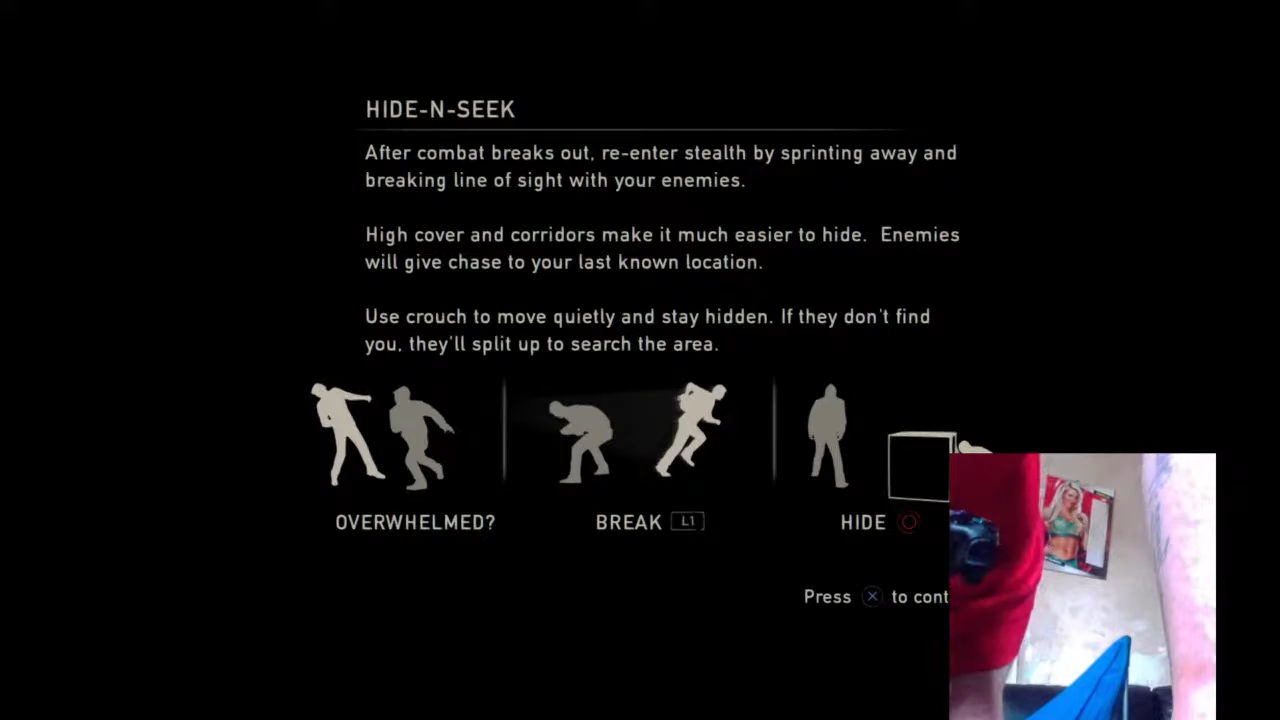 HIDE-N-SEEK
After combat breaks out, re-enter stealth by sprinting away and
breaking line of sight with your enemies.
High cover and corridors make it much easier to hide. Enemies
will give chase to your last known location.
Use crouch to move quietly and stay hidden. If they don't find
you, they'll split up to search the area.
OVERWHELMED? BREAK L1 HIDE
Press X to cont